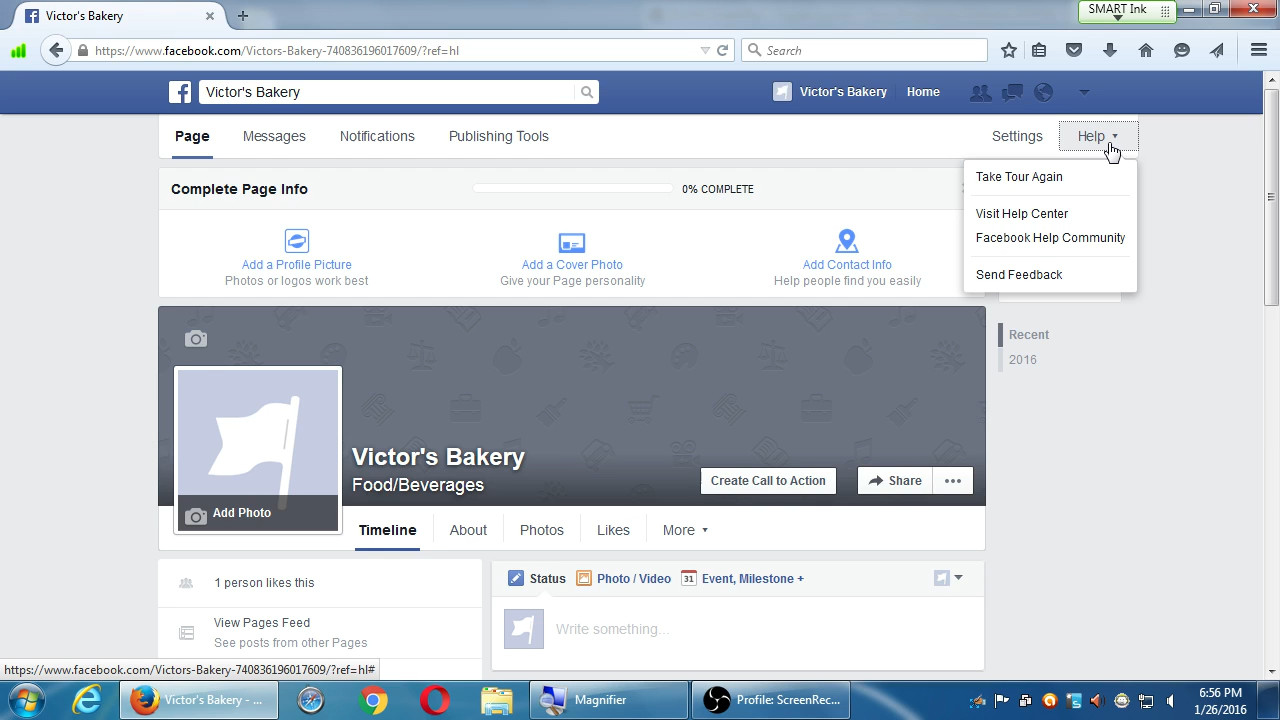 Victor's Bakery
SMART Ink
https://www.facebook.com/Victors-Bakery-740836196017609/?ref=hl
Search
Victor's Bakery
Victor's Bakery
Home
Page
Messages
Notifications
Publishing Tools
Settings
Help
Take Tour Again
Visit Help Center
Facebook Help Community
Send Feedback
Complete Page Info
0% COMPLETE
Add a Profile Picture
Photos or logos work best
Add a Cover Photo
Give your Page personality
Add Contact Info
Help people find you easily
Recent
2016
Victor's Bakery
Food/Beverages
Add Photo
Create Call to Action
Share
Timeline
About
Photos
Likes
More
1 person likes this
View Pages Feed
See posts from other Pages
Status
Photo / Video
31
Event, Milestone +
Write something...
https://www.facebook.com/Victors-Bakery-740836196017609/?ref=hl#
Victor's Bakery - ...
Magnifier
Profile: ScreenRec...
6:56 PM
1/26/2016